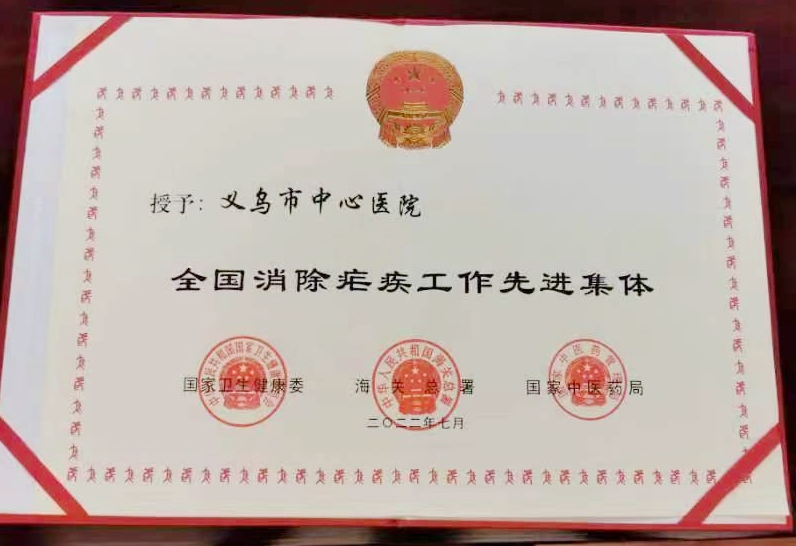 授予：义乌市中心医院
全国消除疟疾工作先进集体
国家卫生健康委 海关总署 国家中医药局
二〇二二年七月